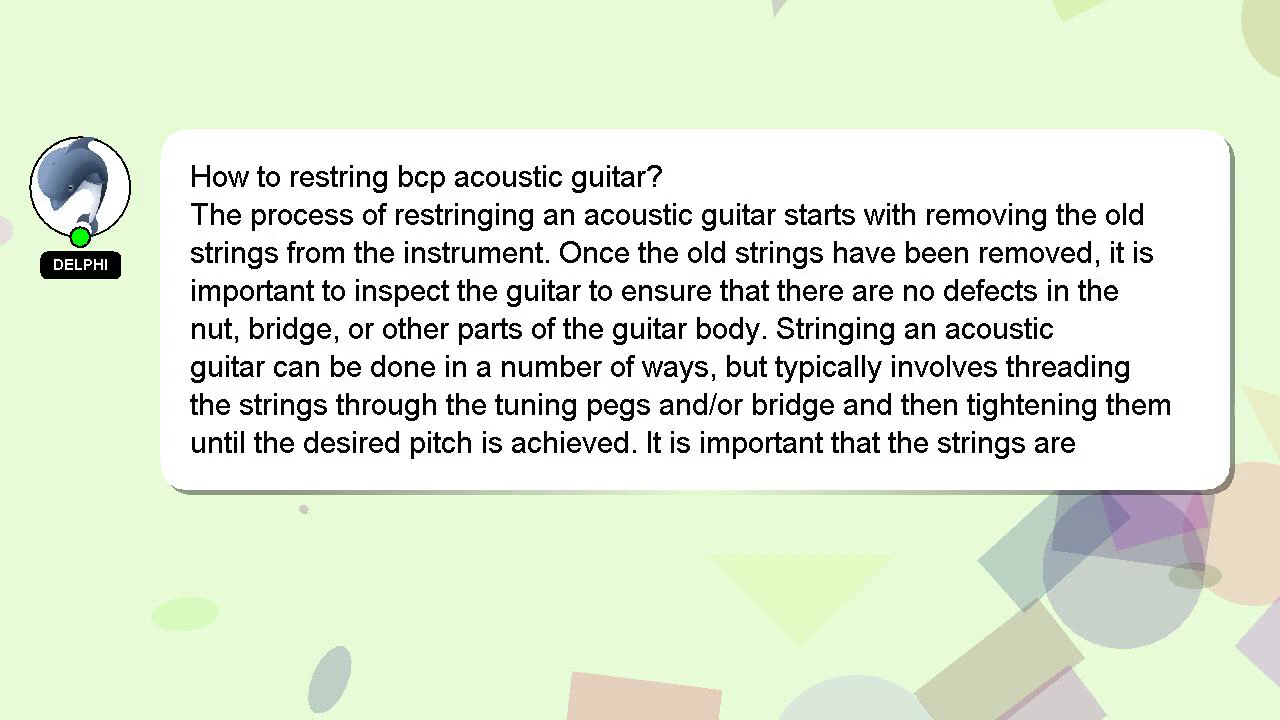 How to restring bcp acoustic guitar?
The process of restringing an acoustic guitar starts with removing the old
strings from the instrument. Once the old strings have been removed, it is
important to inspect the guitar to ensure that there are no defects in the
nut, bridge, or other parts of the guitar body. Stringing an acoustic
guitar can be done in a number of ways, but typically involves threading
the strings through the tuning pegs and/or bridge and then tightening them
until the desired pitch is achieved. It is important that the strings are
DELPHI